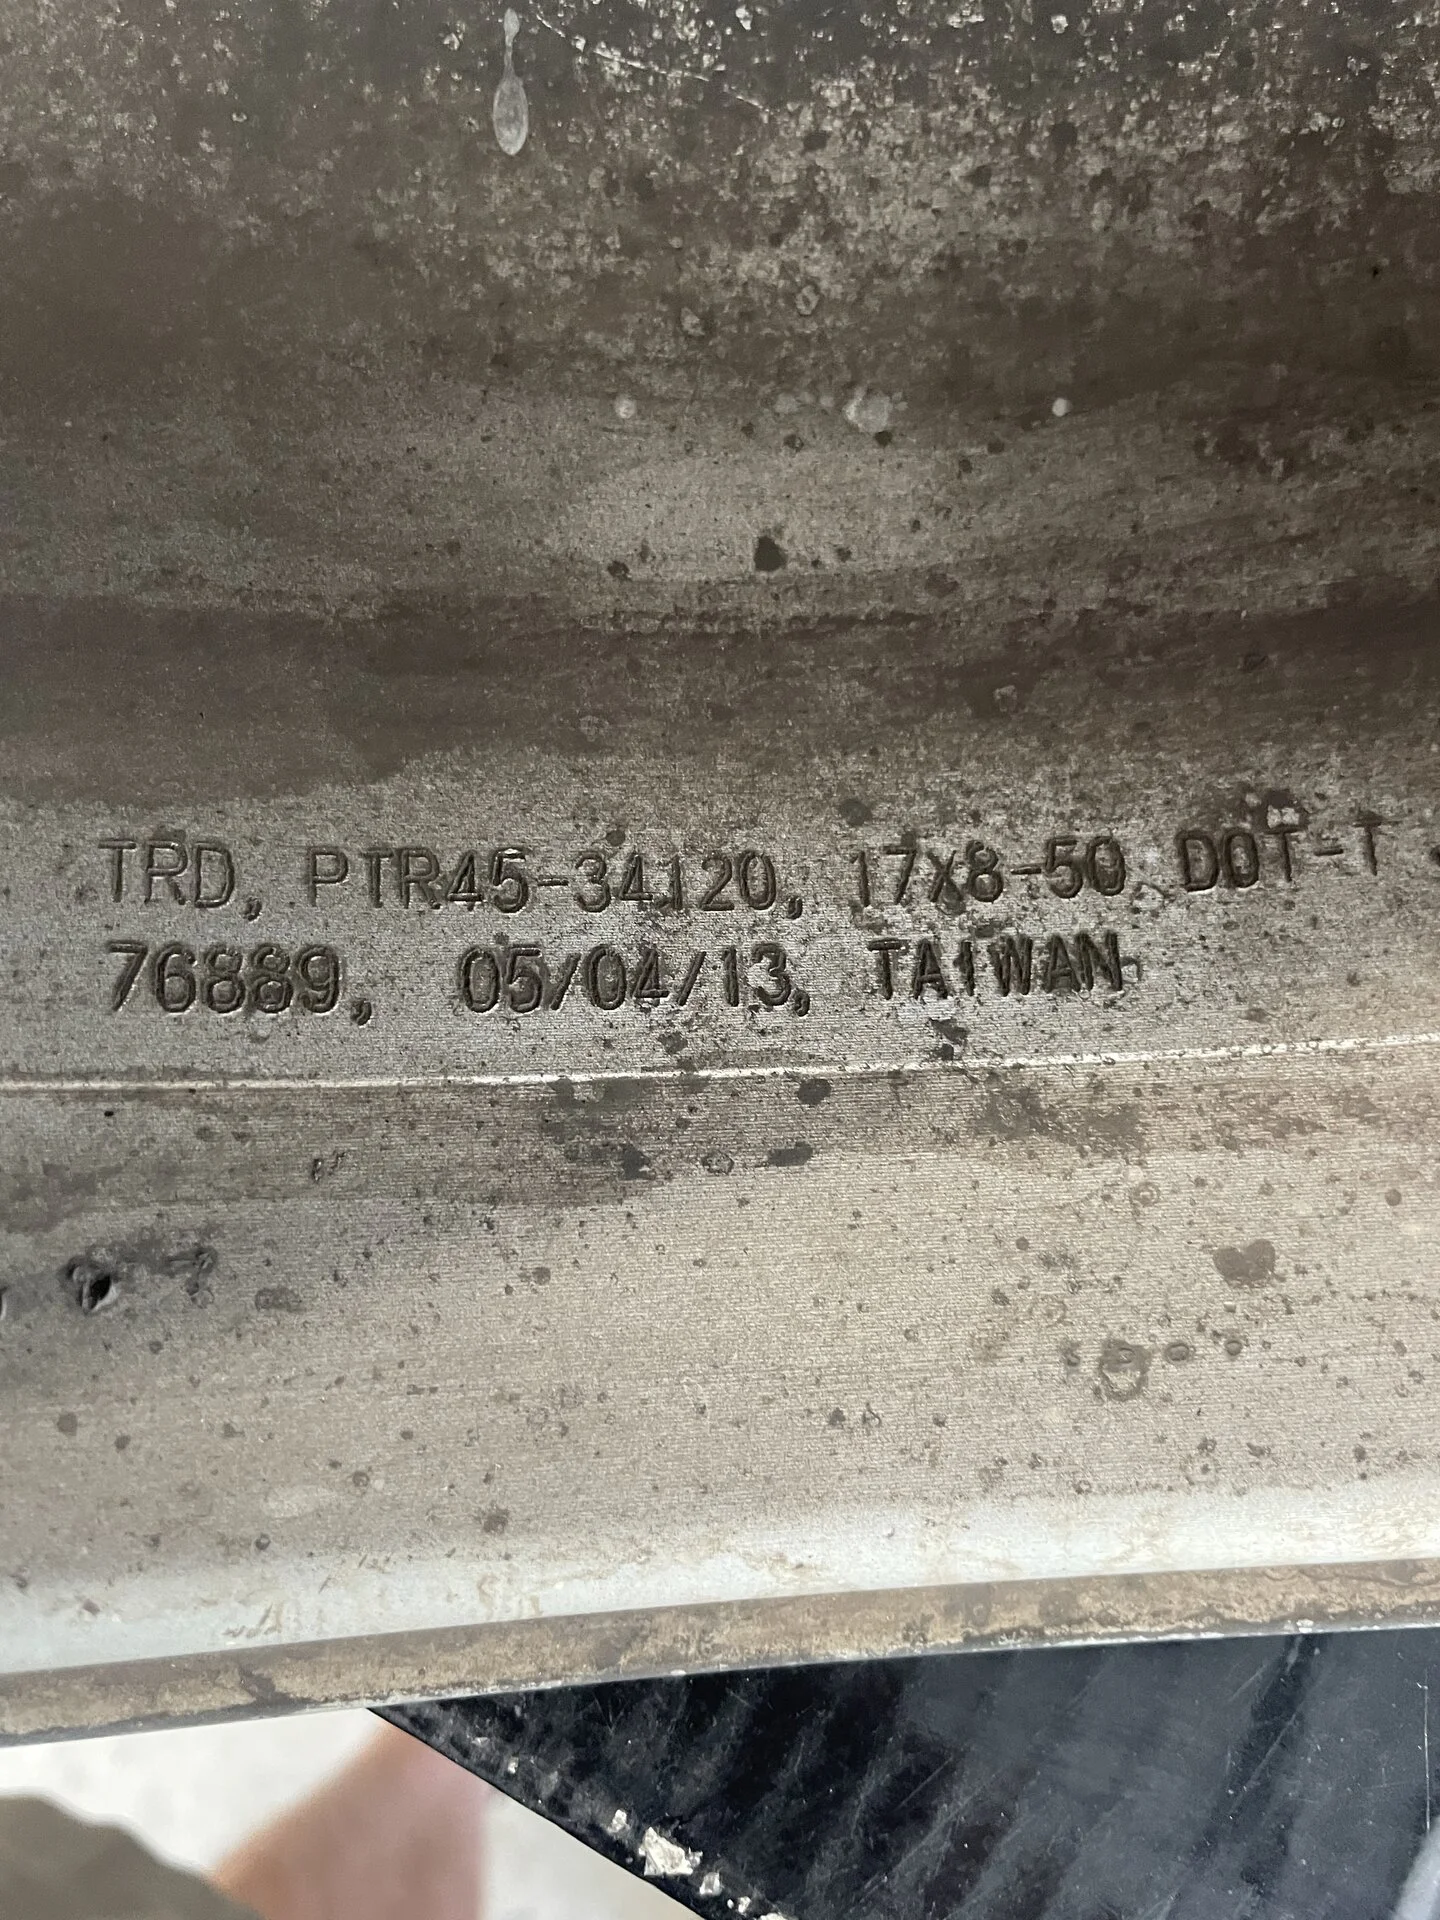 TRD, PTR45-34120, 17X8-50 DOT-T
76889, 05/04/13, TAIWAN